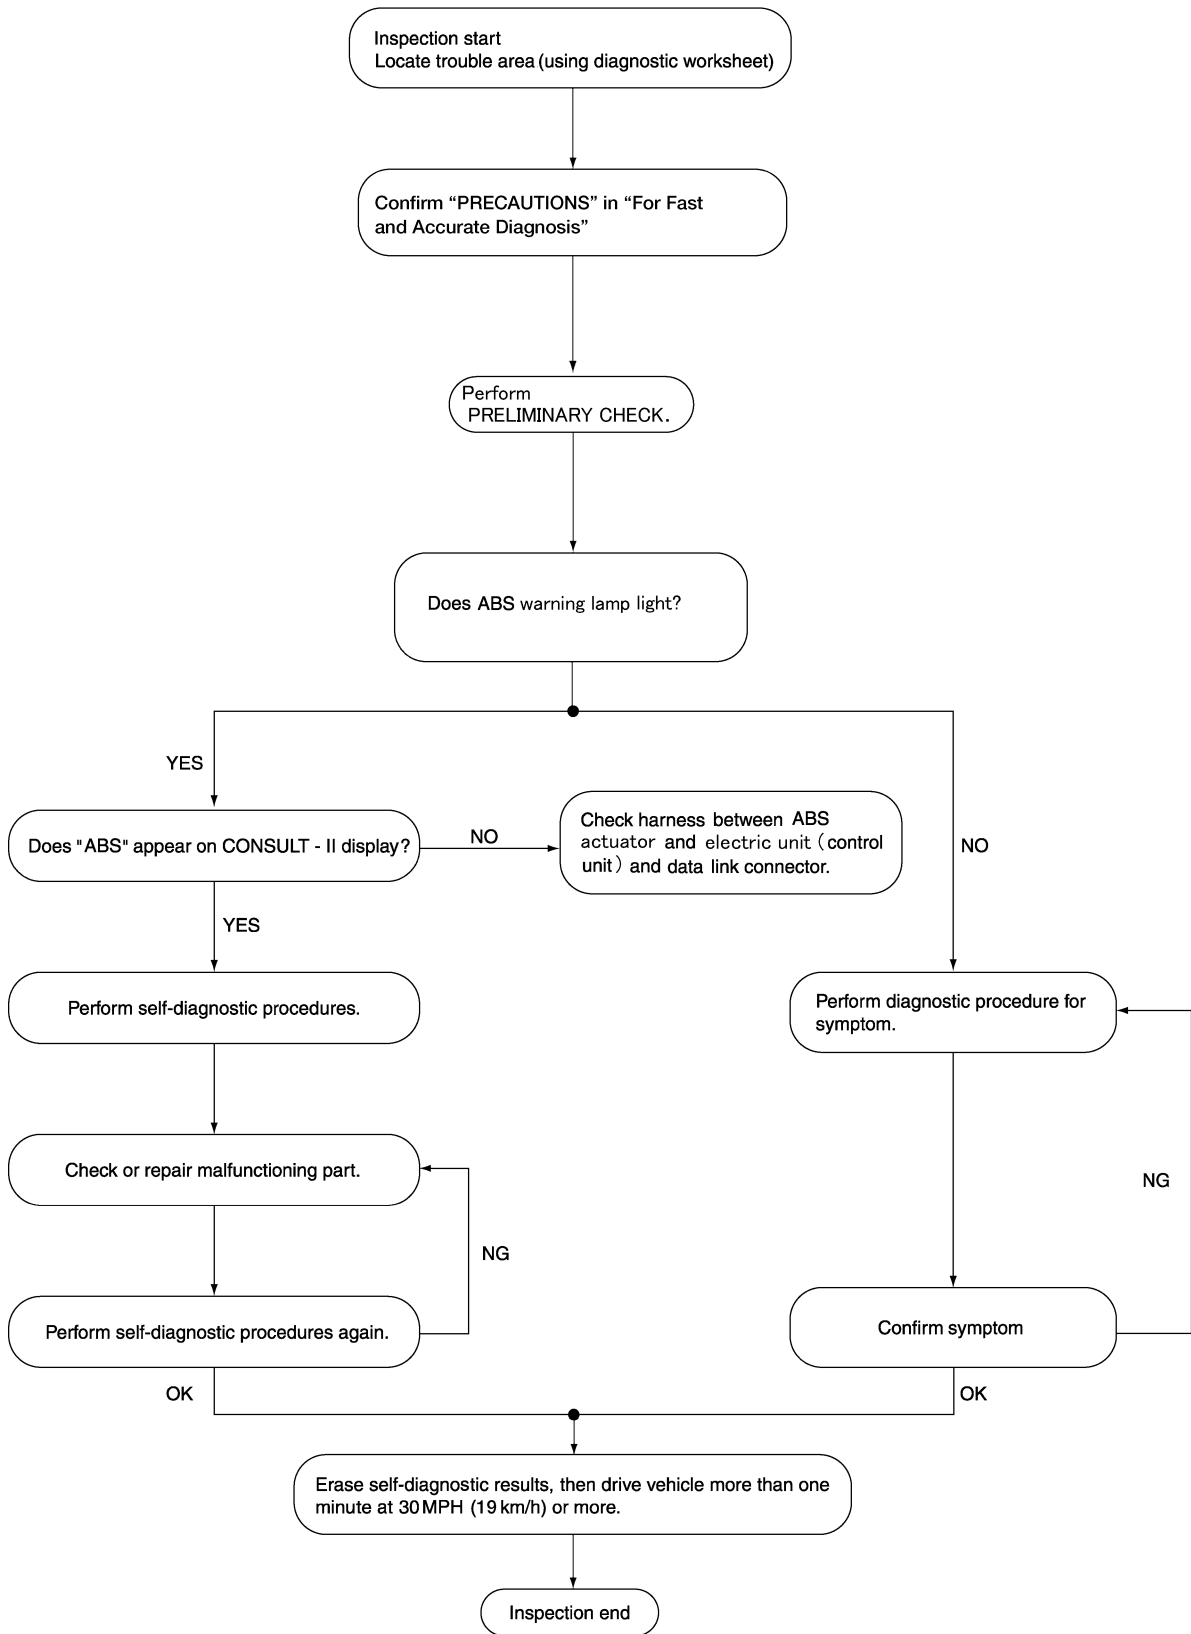 Inspection start
Locate trouble area (using diagnostic worksheet)
Confirm “PRECAUTIONS” in “For Fast
and Accurate Diagnosis”
Perform
PRELIMINARY CHECK.
Does ABS warning lamp light?
YES
NO
Does "ABS" appear on CONSULT - II display?
NO
Check harness between ABS
actuator and electric unit (control
unit) and data link connector.
YES
Perform self-diagnostic procedures.
Perform diagnostic procedure for
symptom.
Check or repair malfunctioning part.
NG
NG
Perform self-diagnostic procedures again.
Confirm symptom
OK
OK
Erase self-diagnostic results, then drive vehicle more than one
minute at 30 MPH (19 km/h) or more.
Inspection end